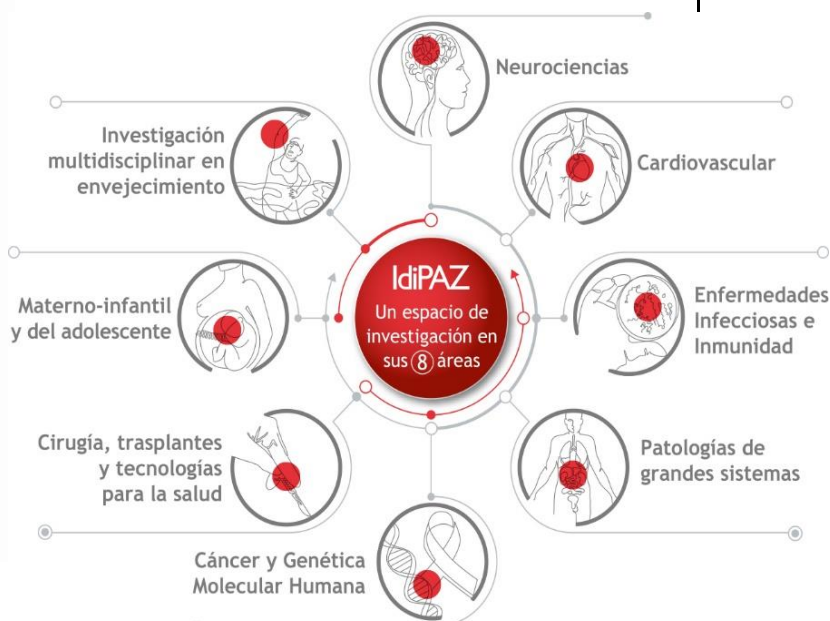 Neurociencias
Cardiovascular
Enfermedades
Infecciosas e
Inmunidad
Patologías de
grandes sistemas
Cáncer y Genética
Molecular Humana
Cirugía, trasplantes
y tecnologías
para la salud
Materno-infantil
y del adolescente
Investigación
multidisciplinar en
envejecimiento
IdiPAZ
Un espacio de
investigación en
sus 8 áreas